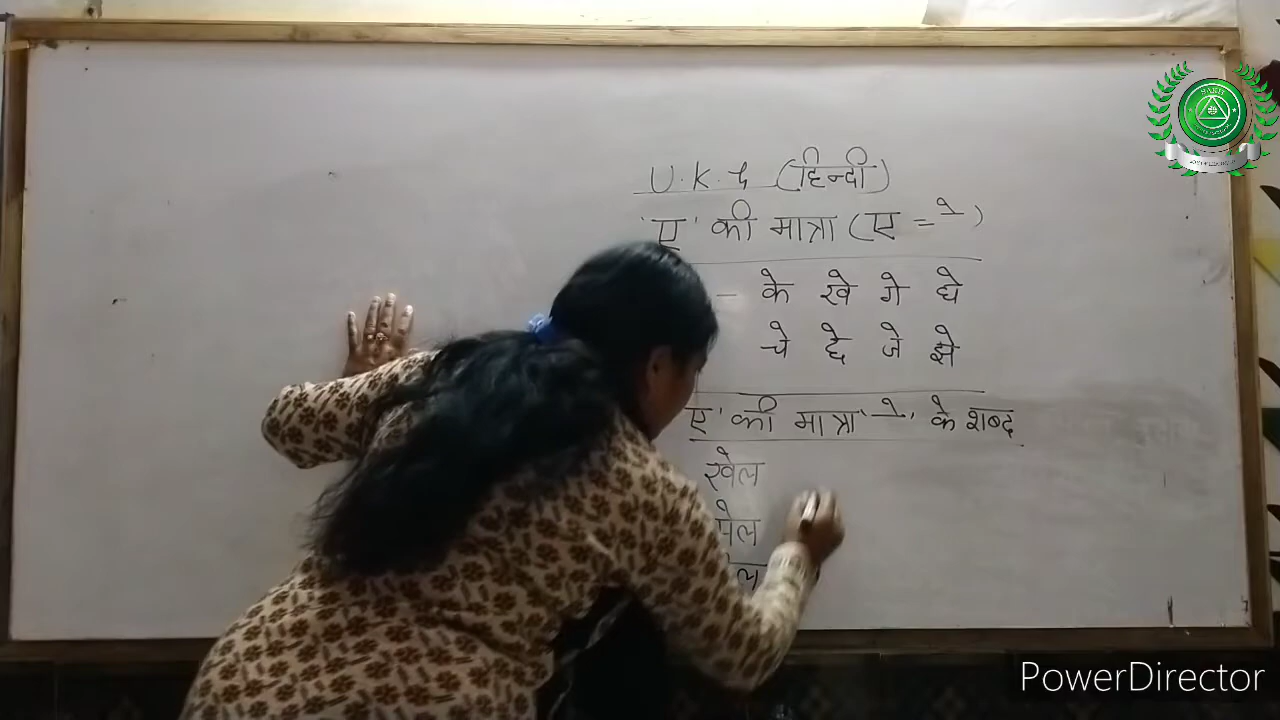 U.K.G (हिन्दी)
'ए' की मात्रा (ए = े)
- के खे गे घे
चे छे जे झे
ए' की मात्रा 'े' के शब्द
खेल
मेल
PowerDirector